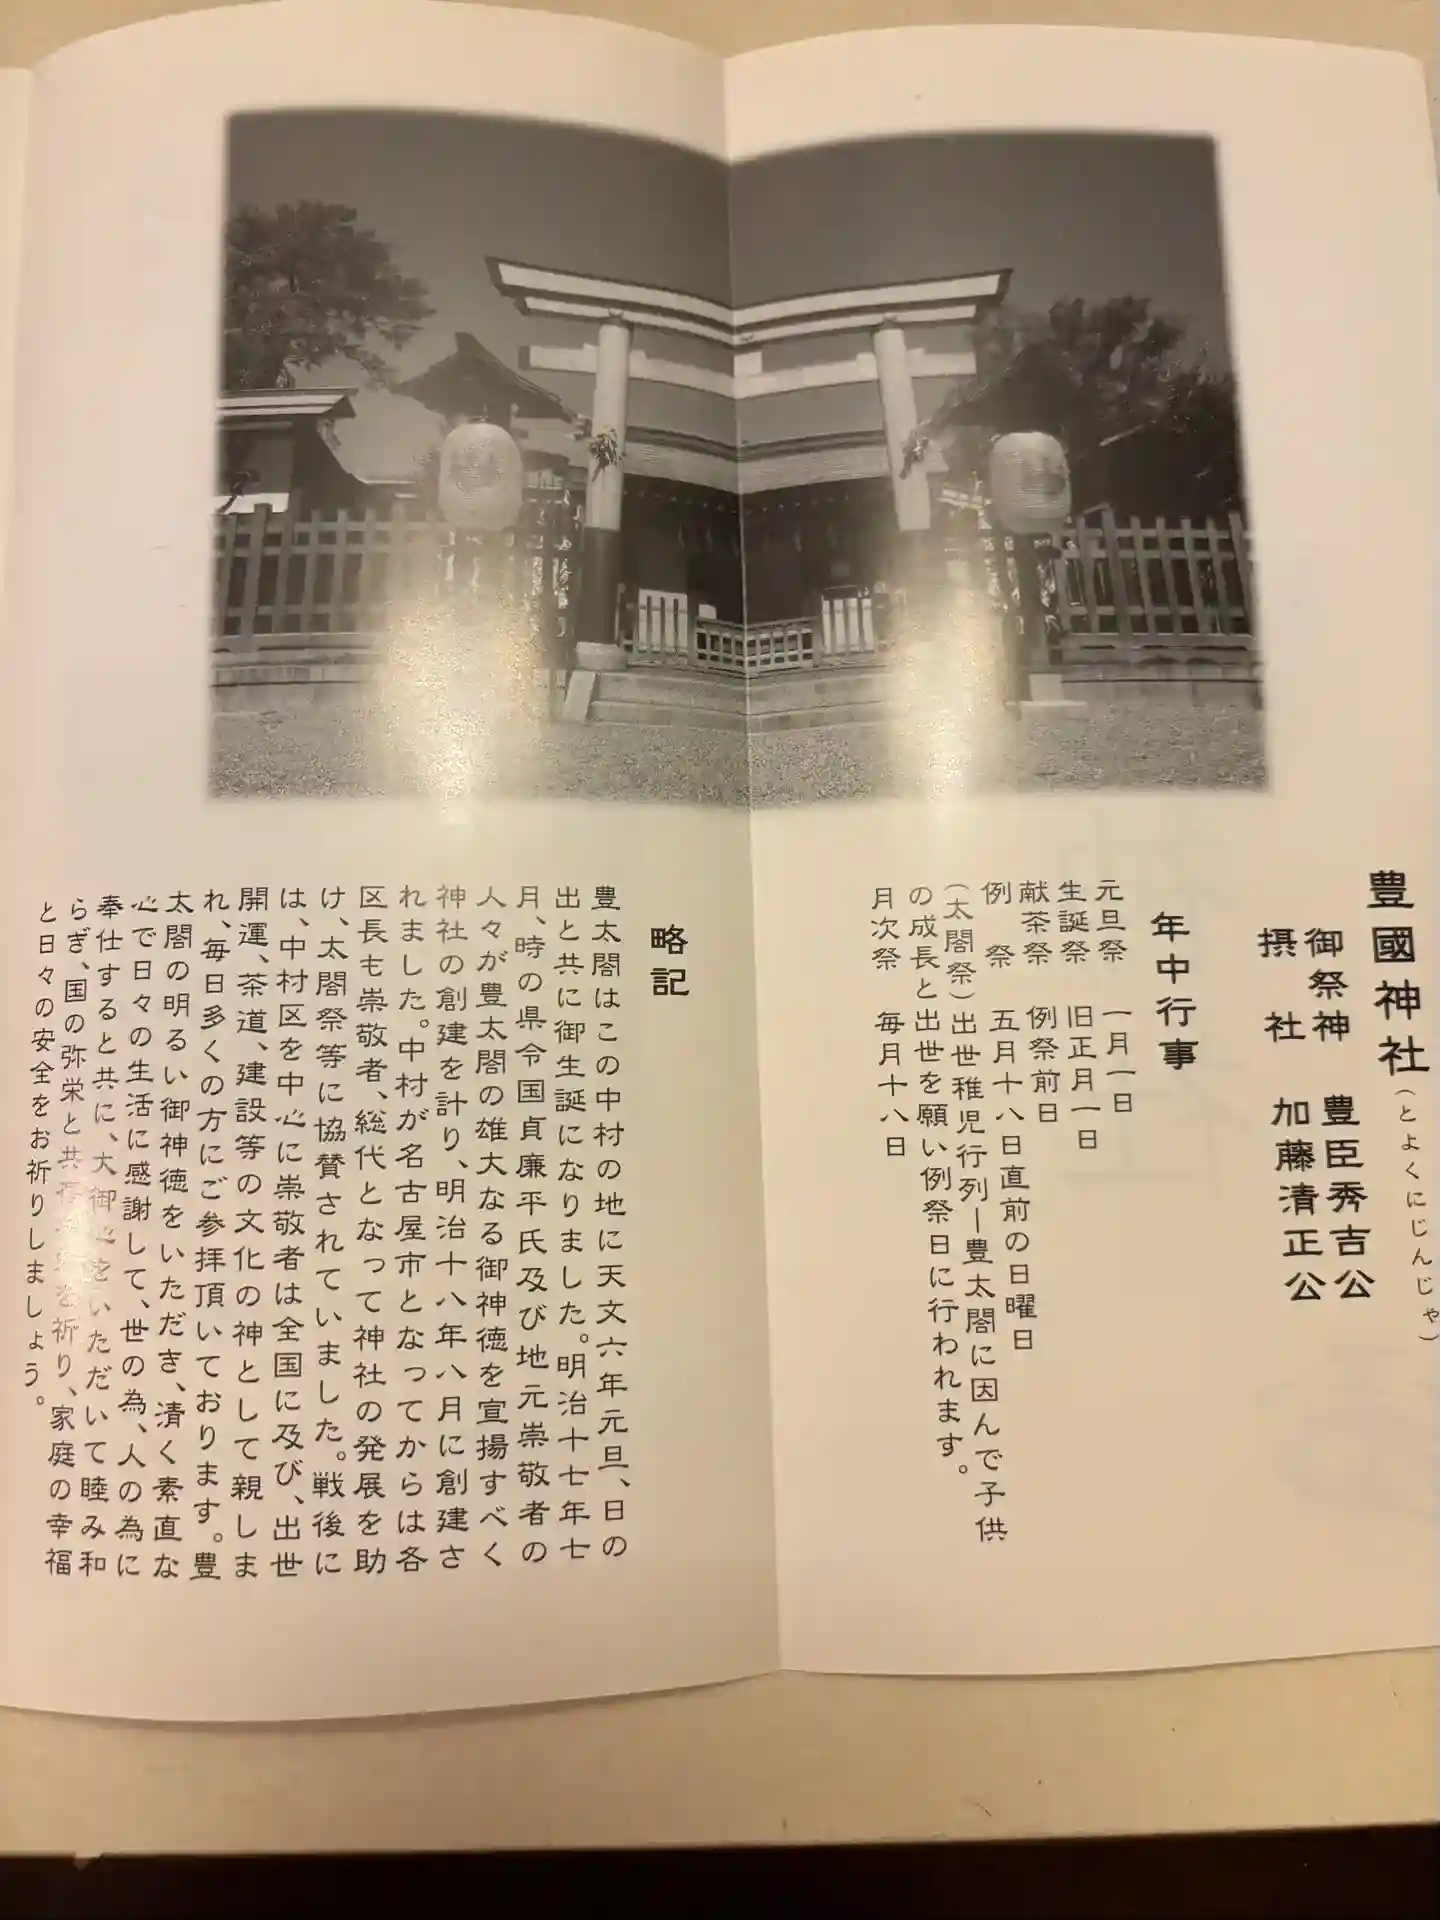 豊國神社(とよくにじんじゃ)
御祭神 豊臣秀吉公
摂社 加藤清正公
年中行事
元旦祭 一月一日
生誕祭 旧正月一日
献茶祭 例祭前日
例 祭 五月十八日直前の日曜日
(太閤祭)出世稚児行列ー豊太閤に因んで子供
の成長と出世を願い例祭日に行われます。
月次祭 毎月十八日
略記
豊太閤はこの中村の地に天文六年元旦、日の
出と共に御生誕になりました。明治十七年七
月、時の県令国貞廉平氏及び地元崇敬者の
人々が豊太閤の雄大なる御神徳を宣揚すべく
神社の創建を計り、明治十八年八月に創建さ
れました。中村が名古屋市となってからは各
区長も崇敬者、総代となって神社の発展を助
け、太閤祭等に協賛されていました。戦後に
は、中村区を中心に崇敬者は全国に及び、出世
開運、茶道、建設等の文化の神として親しま
れ、毎日多くの方にご参拝頂いております。豊
太閤の明るい御神徳をいただき、清く素直な
心で日々の生活に感謝して、世の為、人の為に
奉仕すると共に、大御心をいただいて睦み和
らぎ、国の弥栄と共存を祈り、家庭の幸福
と日々の安全をお祈りしましょう。